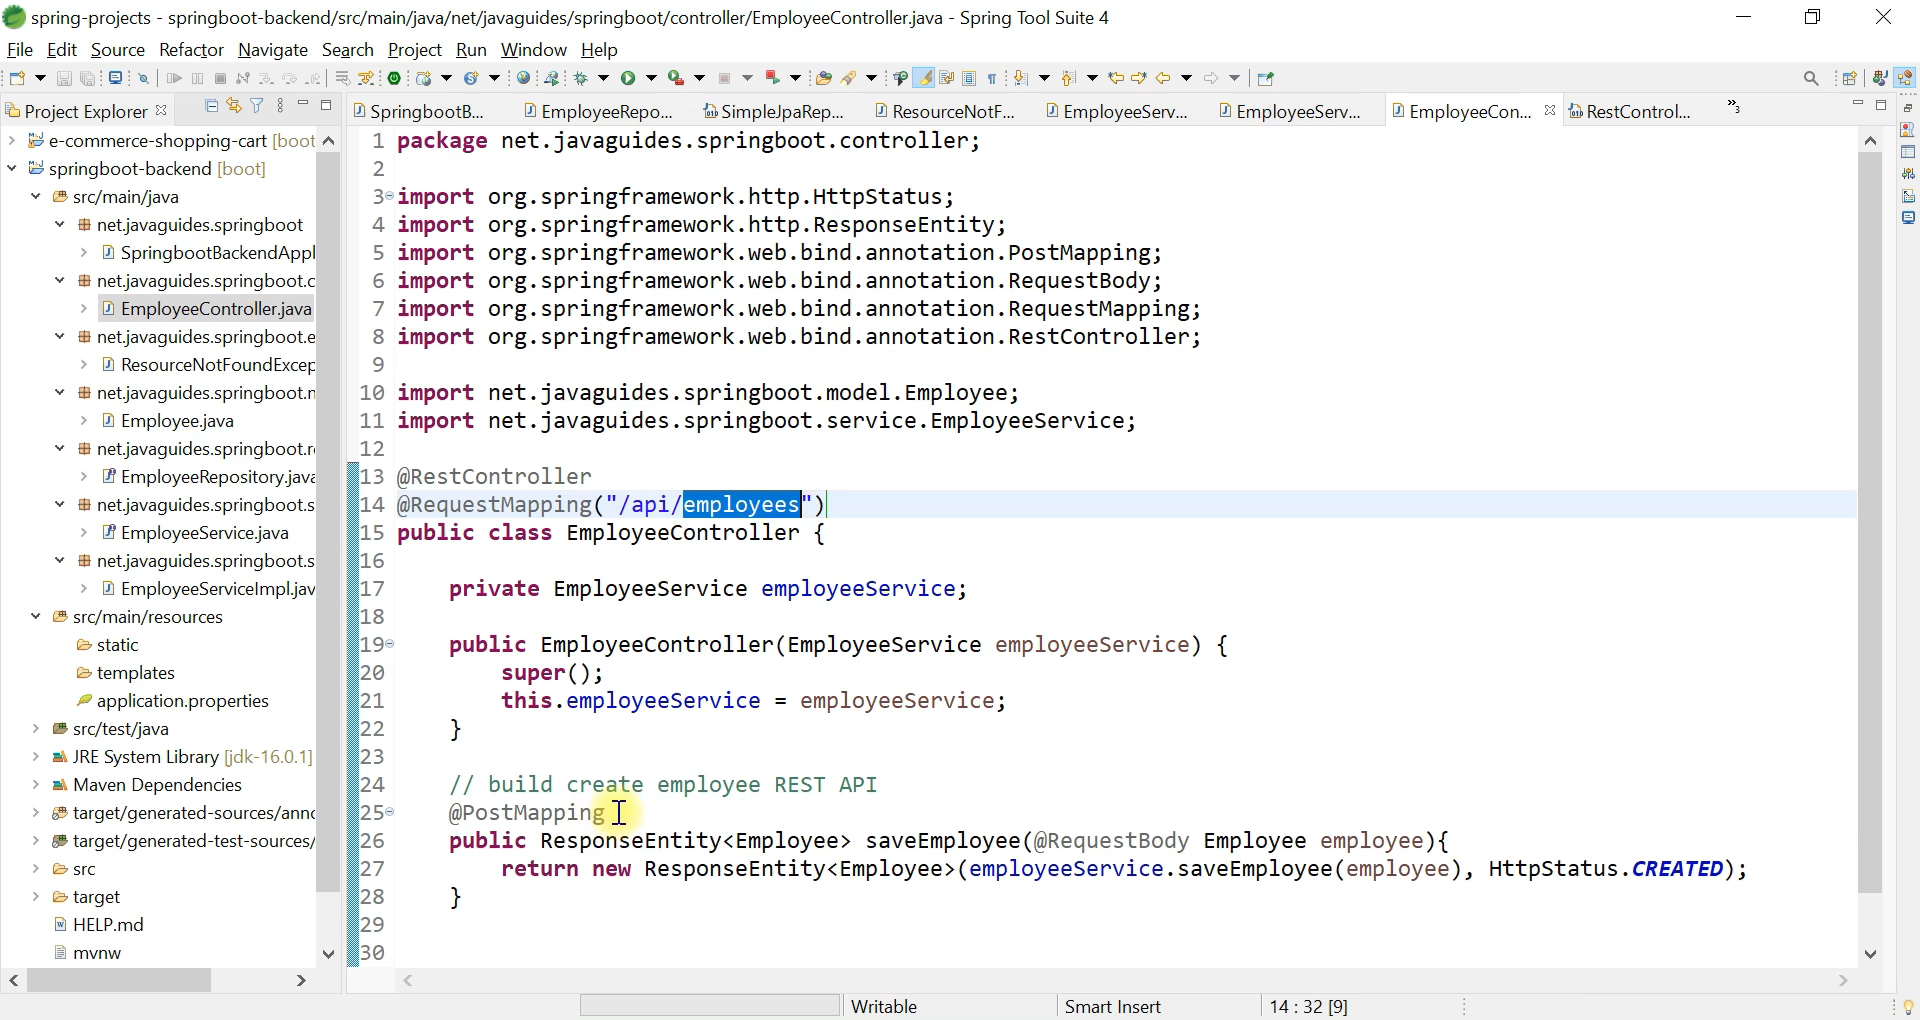 spring-projects - springboot-backend/src/main/java/net/javaguides/springboot/controller/EmployeeController.java - Spring Tool Suite 4
File Edit Source Refactor Navigate Search Project Run Window Help
Project Explorer
SpringbootB... EmployeeRepo... SimpleJpaRep... ResourceNotF... EmployeeServ... EmployeeServ... EmployeeCon... RestControl... »3
e-commerce-shopping-cart [boot
springboot-backend [boot]
src/main/java
net.javaguides.springboot
SpringbootBackendAppl
net.javaguides.springboot.c
EmployeeController.java
net.javaguides.springboot.e
ResourceNotFoundExcep
net.javaguides.springboot.m
Employee.java
net.javaguides.springboot.r
EmployeeRepository.java
net.javaguides.springboot.s
EmployeeService.java
net.javaguides.springboot.s
EmployeeServiceImpl.jav
src/main/resources
static
templates
application.properties
src/test/java
JRE System Library [jdk-16.0.1]
Maven Dependencies
target/generated-sources/anno
target/generated-test-sources/
src
target
HELP.md
mvnw
1 package net.javaguides.springboot.controller;
2
3 import org.springframework.http.HttpStatus;
4 import org.springframework.http.ResponseEntity;
5 import org.springframework.web.bind.annotation.PostMapping;
6 import org.springframework.web.bind.annotation.RequestBody;
7 import org.springframework.web.bind.annotation.RequestMapping;
8 import org.springframework.web.bind.annotation.RestController;
9
10 import net.javaguides.springboot.model.Employee;
11 import net.javaguides.springboot.service.EmployeeService;
12
13 @RestController
14 @RequestMapping("/api/employees")
15 public class EmployeeController {
16
17 private EmployeeService employeeService;
18
19 public EmployeeController(EmployeeService employeeService) {
20 super();
21 this.employeeService = employeeService;
22 }
23
24 // build create employee REST API
25 @PostMapping
26 public ResponseEntity<Employee> saveEmployee(@RequestBody Employee employee){
27 return new ResponseEntity<Employee>(employeeService.saveEmployee(employee), HttpStatus.CREATED);
28 }
29
30
Writable Smart Insert 14 : 32 [9]